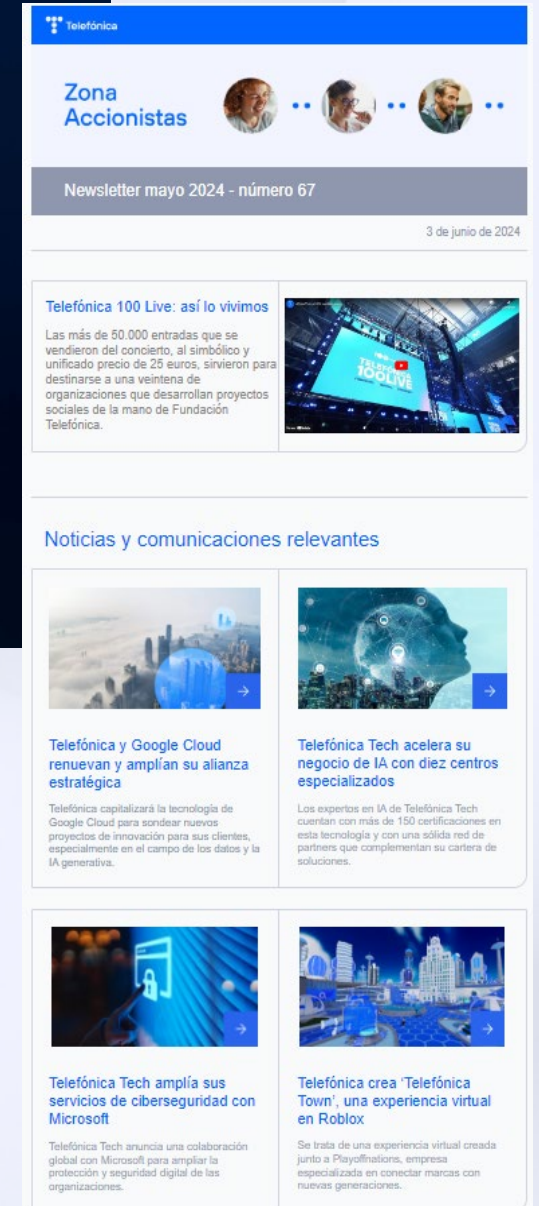 Telefónica
Zona
Accionistas
Newsletter mayo 2024 - número 67
3 de junio de 2024
Telefónica 100 Live: así lo vivimos
Las más de 50.000 entradas que se
vendieron del concierto, al simbólico y
unificado precio de 25 euros, sirvieron para
destinarse a una veintena de
organizaciones que desarrollan proyectos
sociales de la mano de Fundación
Telefónica.
TELEFÓNICA
100LIVE
Noticias y comunicaciones relevantes
Telefónica y Google Cloud
renuevan y amplían su alianza
estratégica
Telefónica capitalizará la tecnología de
Google Cloud para sondear nuevos
proyectos de innovación para sus clientes,
especialmente en el campo de los datos y la
IA generativa.
Telefónica Tech acelera su
negocio de IA con diez centros
especializados
Los expertos en IA de Telefónica Tech
cuentan con más de 150 certificaciones en
esta tecnología y con una sólida red de
partners que complementan su cartera de
soluciones.
Telefónica Tech amplía sus
servicios de ciberseguridad con
Microsoft
Telefónica Tech anuncia una colaboración
global con Microsoft para ampliar la
protección y seguridad digital de las
organizaciones.
Telefónica crea ‘Telefónica
Town’, una experiencia virtual
en Roblox
Se trata de una experiencia virtual creada
junto a Playoffnations, empresa
especializada en conectar marcas con
nuevas generaciones.